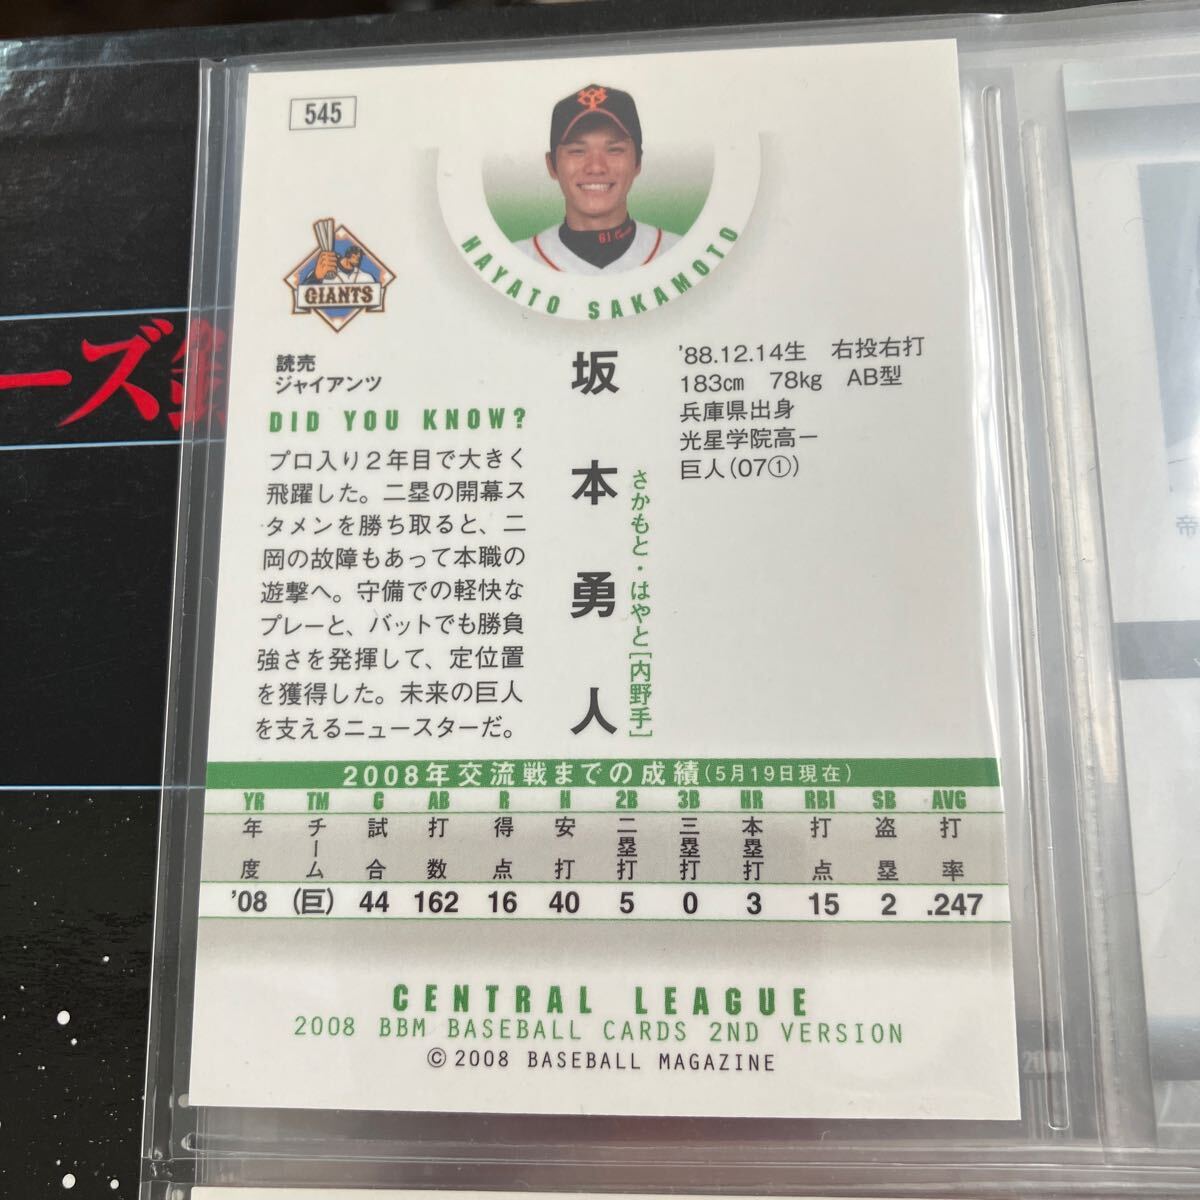 545
HAYATO SAKAMOTO
GIANTS
61
読売
ジャイアンツ
DID YOU KNOW?
プロ入り2年目で大きく
飛躍した。二塁の開幕ス
タメンを勝ち取ると、二
岡の故障もあって本職の
遊撃へ。守備での軽快な
プレーと、バットでも勝負
強さを発揮して、定位置
を獲得した。未来の巨人
を支えるニュースターだ。
坂本勇人
さかもと・はやと[内野手]
'88.12.14生 右投右打
183cm 78kg AB型
兵庫県出身
光星学院高―
巨人(07①)
2008年交流戦までの成績(5月19日現在)
YR TM G AB R H 2B 3B HR RBI SB AVG
年度 チーム 試合 打数 得点 安打 二塁打 三塁打 本塁打 打点 盗塁 打率
'08 (巨) 44 162 16 40 5 0 3 15 2 .247
CENTRAL LEAGUE
2008 BBM BASEBALL CARDS 2ND VERSION
© 2008 BASEBALL MAGAZINE
ーズ
帝